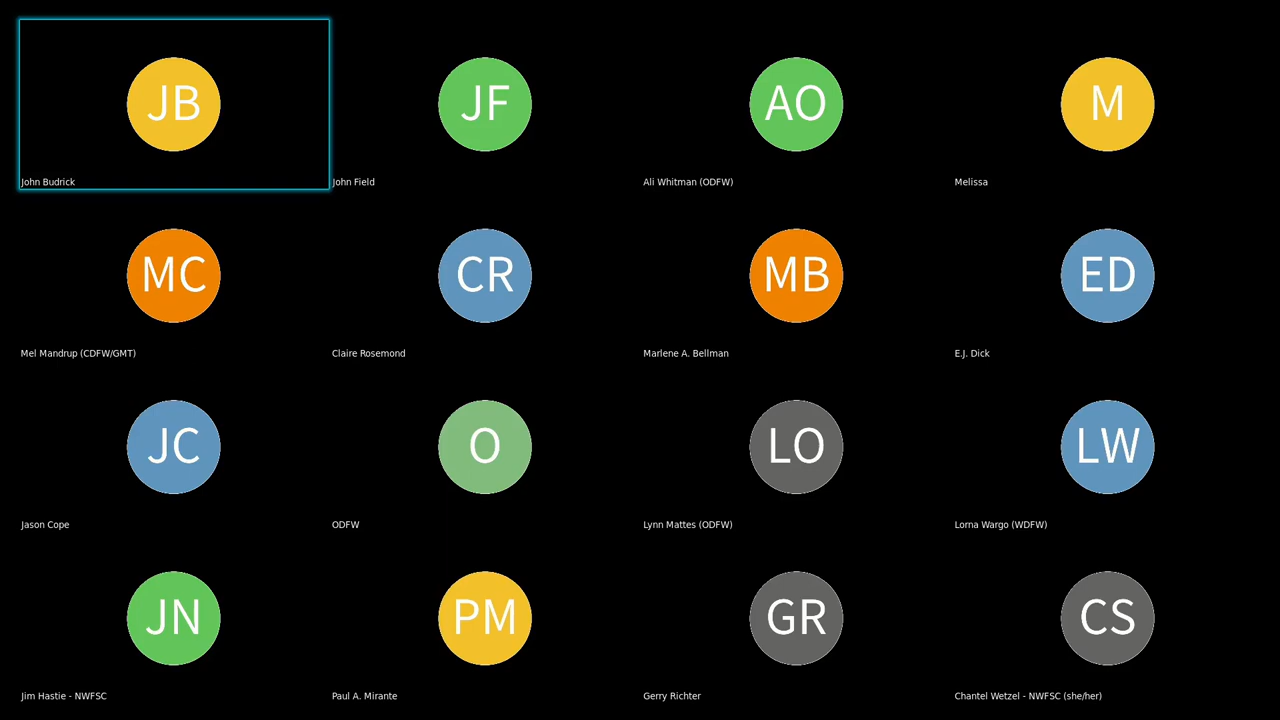 JB
JF
AO
M
John Budrick
John Field
Ali Whitman (ODFW)
Melissa
MC
CR
MB
ED
Mel Mandrup (CDFW/GMT)
Claire Rosemond
Marlene A. Bellman
E.J. Dick
JC
O
LO
LW
Jason Cope
ODFW
Lynn Mattes (ODFW)
Lorna Wargo (WDFW)
JN
PM
GR
CS
Jim Hastie - NWFSC
Paul A. Mirante
Gerry Richter
Chantel Wetzel - NWFSC (she/her)